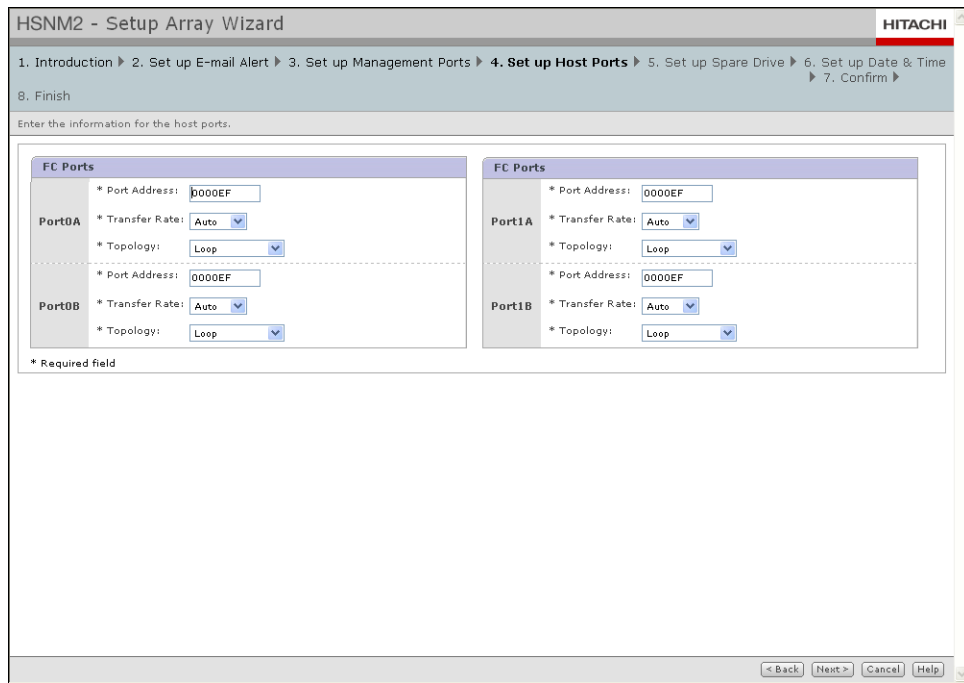 HSNM2 - Setup Array Wizard
HITACHI
1. Introduction 2. Set up E-mail Alert 3. Set up Management Ports 4. Set up Host Ports 5. Set up Spare Drive 6. Set up Date & Time 7. Confirm
8. Finish
Enter the information for the host ports.
FC Ports
Port0A
* Port Address: 0000EF
* Transfer Rate: Auto
* Topology: Loop
Port0B
* Port Address: 0000EF
* Transfer Rate: Auto
* Topology: Loop
FC Ports
Port1A
* Port Address: 0000EF
* Transfer Rate: Auto
* Topology: Loop
Port1B
* Port Address: 0000EF
* Transfer Rate: Auto
* Topology: Loop
* Required field
< Back Next > Cancel Help